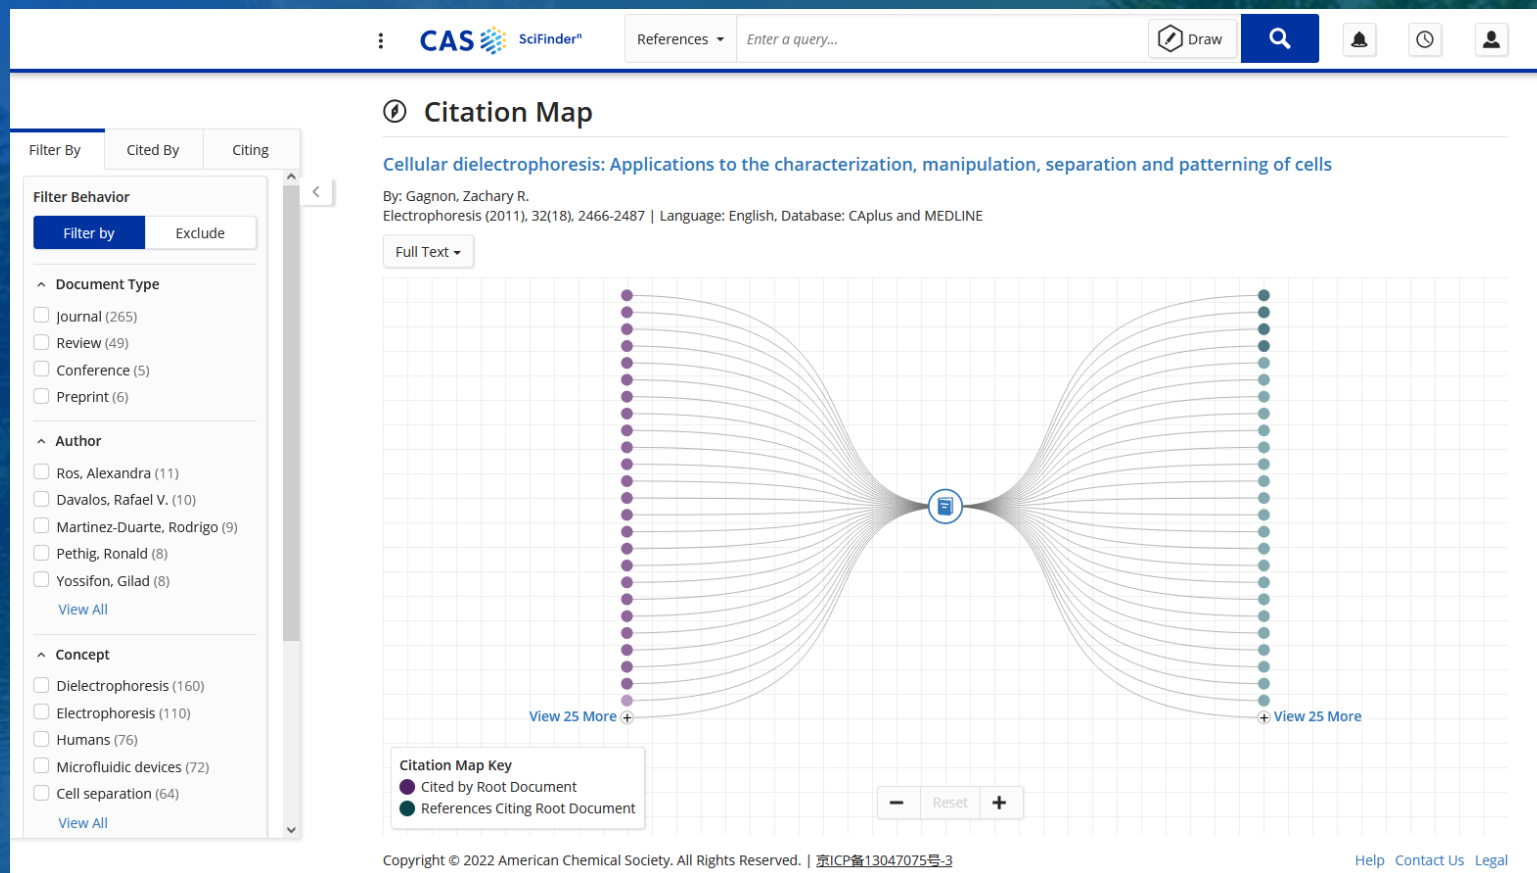 CAS SciFinderⁿ
References
Enter a query...
Draw
Citation Map
Filter By
Cited By
Citing
Cellular dielectrophoresis: Applications to the characterization, manipulation, separation and patterning of cells
By: Gagnon, Zachary R.
Electrophoresis (2011), 32(18), 2466-2487 | Language: English, Database: CAplus and MEDLINE
Full Text
Filter Behavior
Filter by
Exclude
Document Type
Journal (265)
Review (49)
Conference (5)
Preprint (6)
Author
Ros, Alexandra (11)
Davalos, Rafael V. (10)
Martinez-Duarte, Rodrigo (9)
Pethig, Ronald (8)
Yossifon, Gilad (8)
View All
Concept
Dielectrophoresis (160)
Electrophoresis (110)
Humans (76)
Microfluidic devices (72)
Cell separation (64)
View All
View 25 More
View 25 More
Citation Map Key
Cited by Root Document
References Citing Root Document
Reset
Copyright © 2022 American Chemical Society. All Rights Reserved. | 京ICP备13047075号-3
Help Contact Us Legal